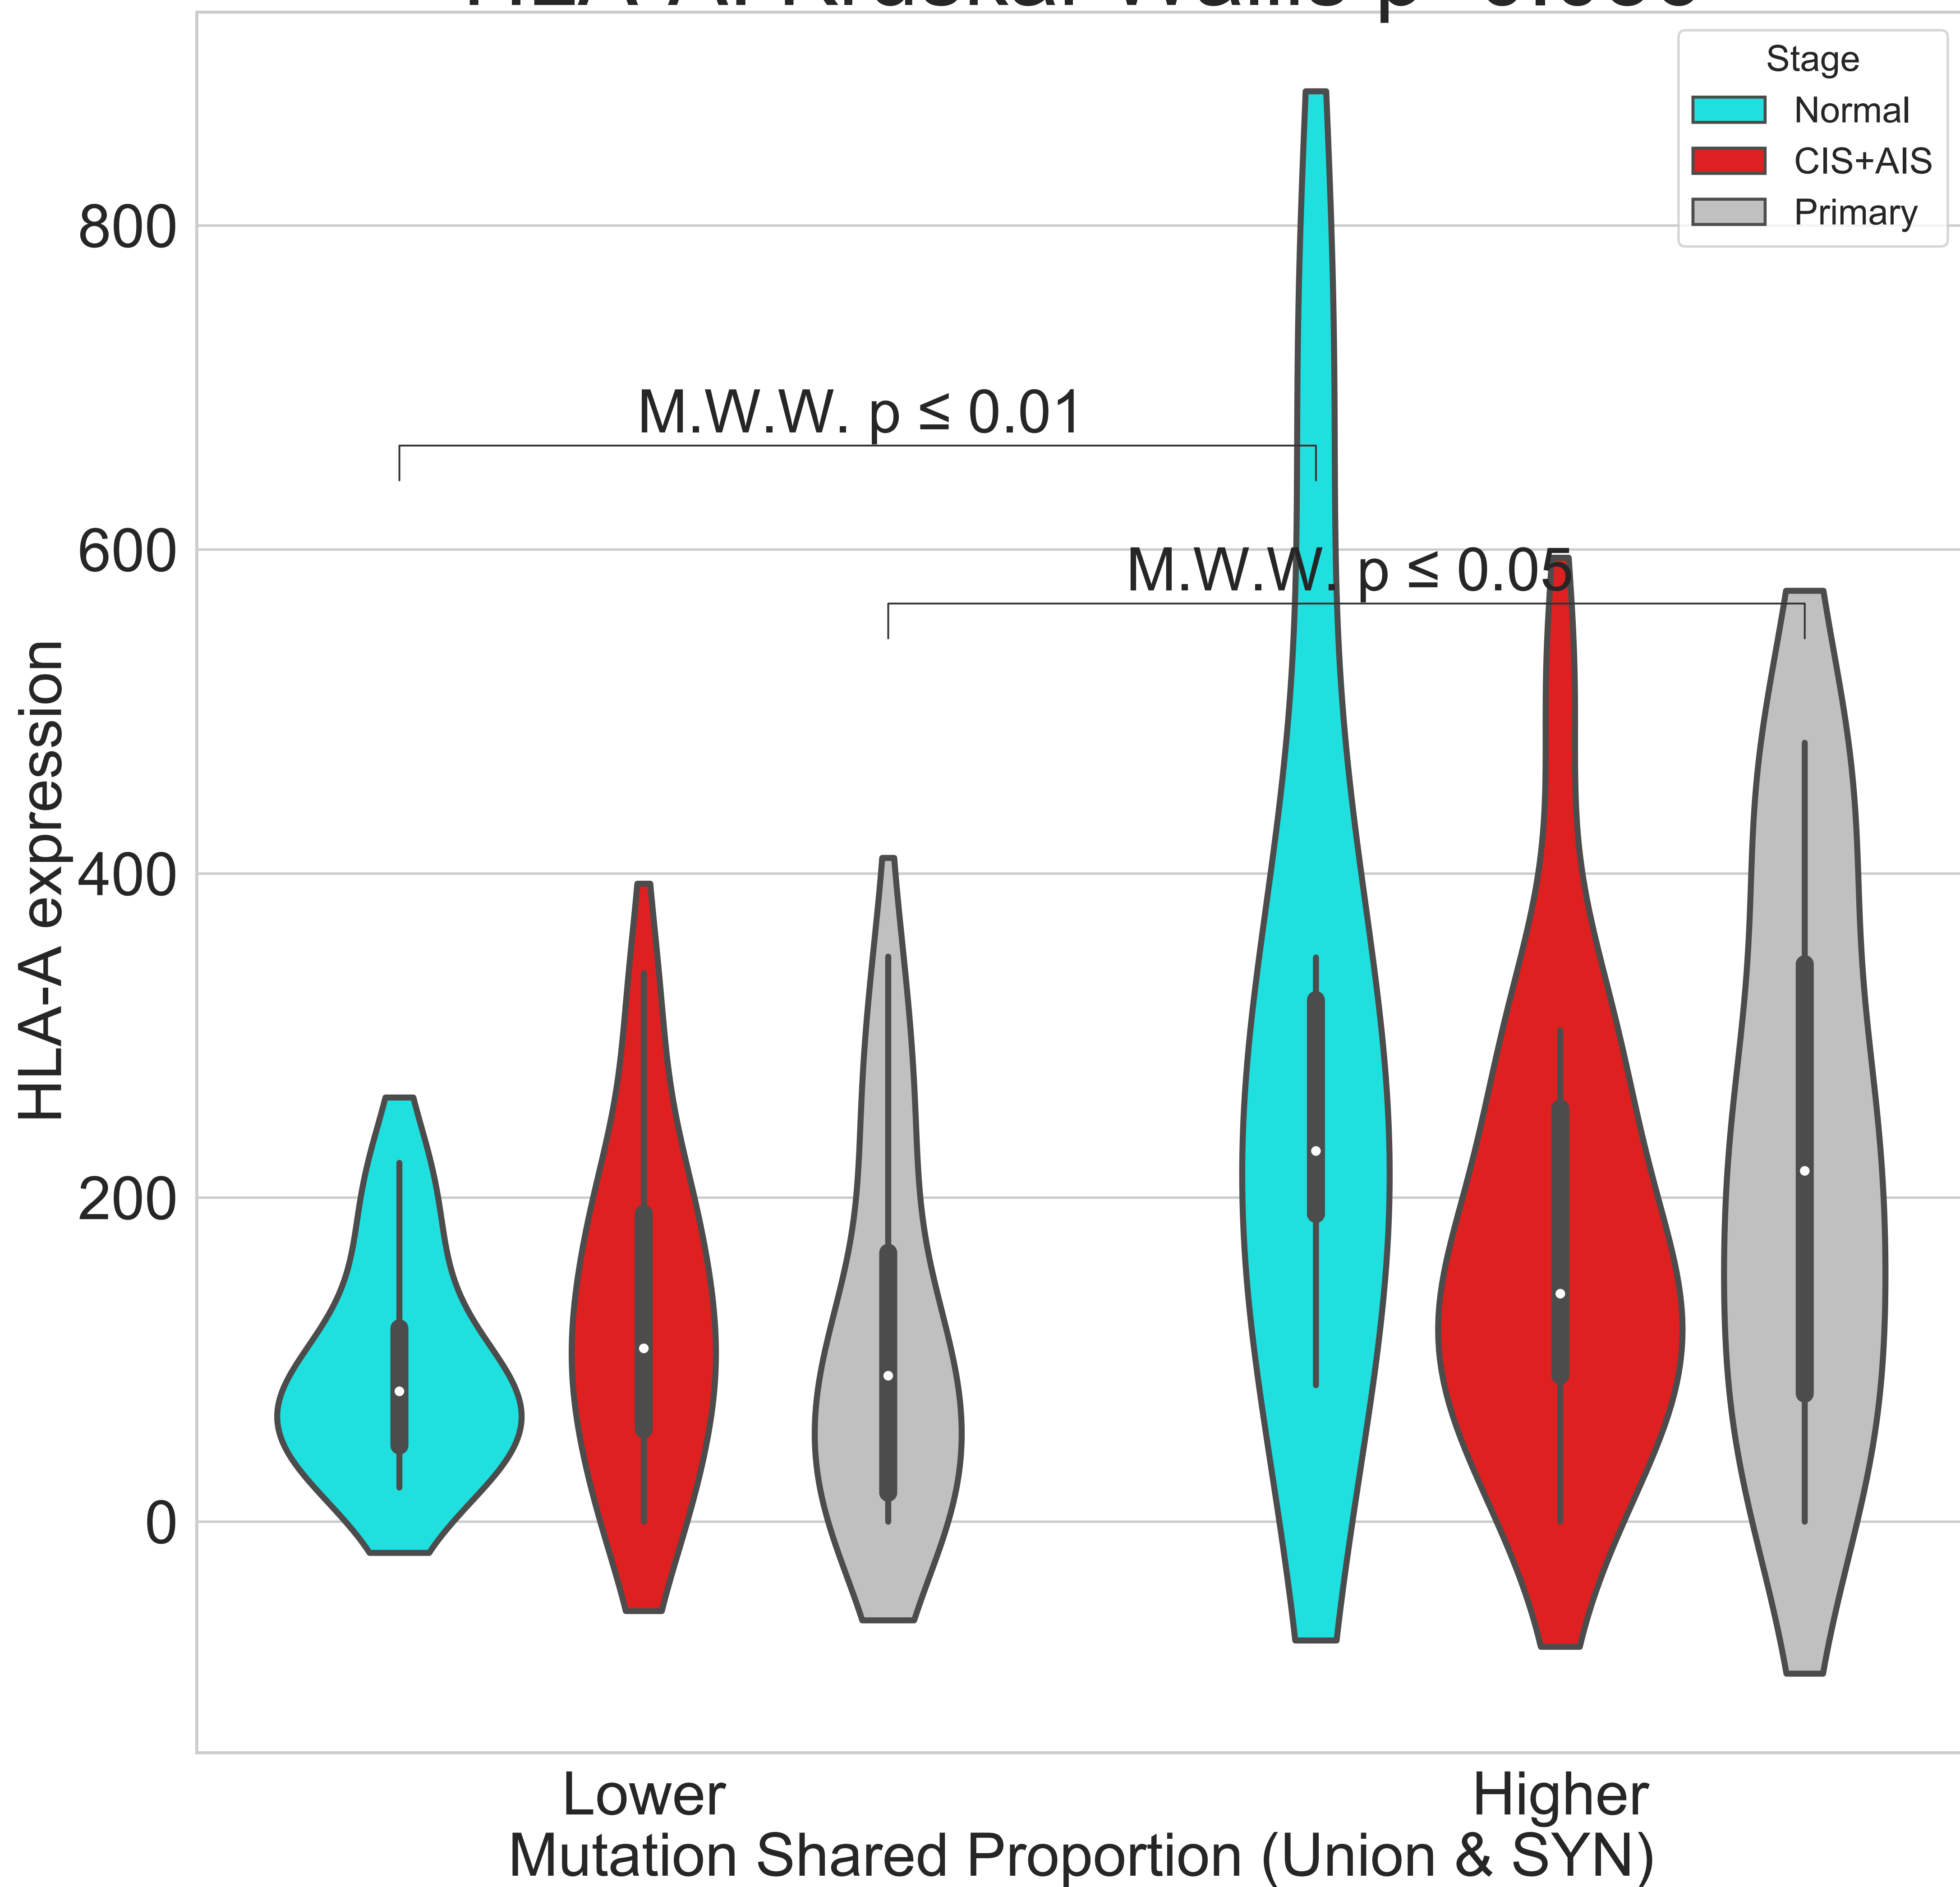 Stage
Normal
CIS+AIS
Primary
800
M.W.W. p ≤ 0.01
600
M.W.W. p ≤ 0.05
HLA-A expression
400
200
0
Lower
Higher
Mutation Shared Proportion (Union & SYN)